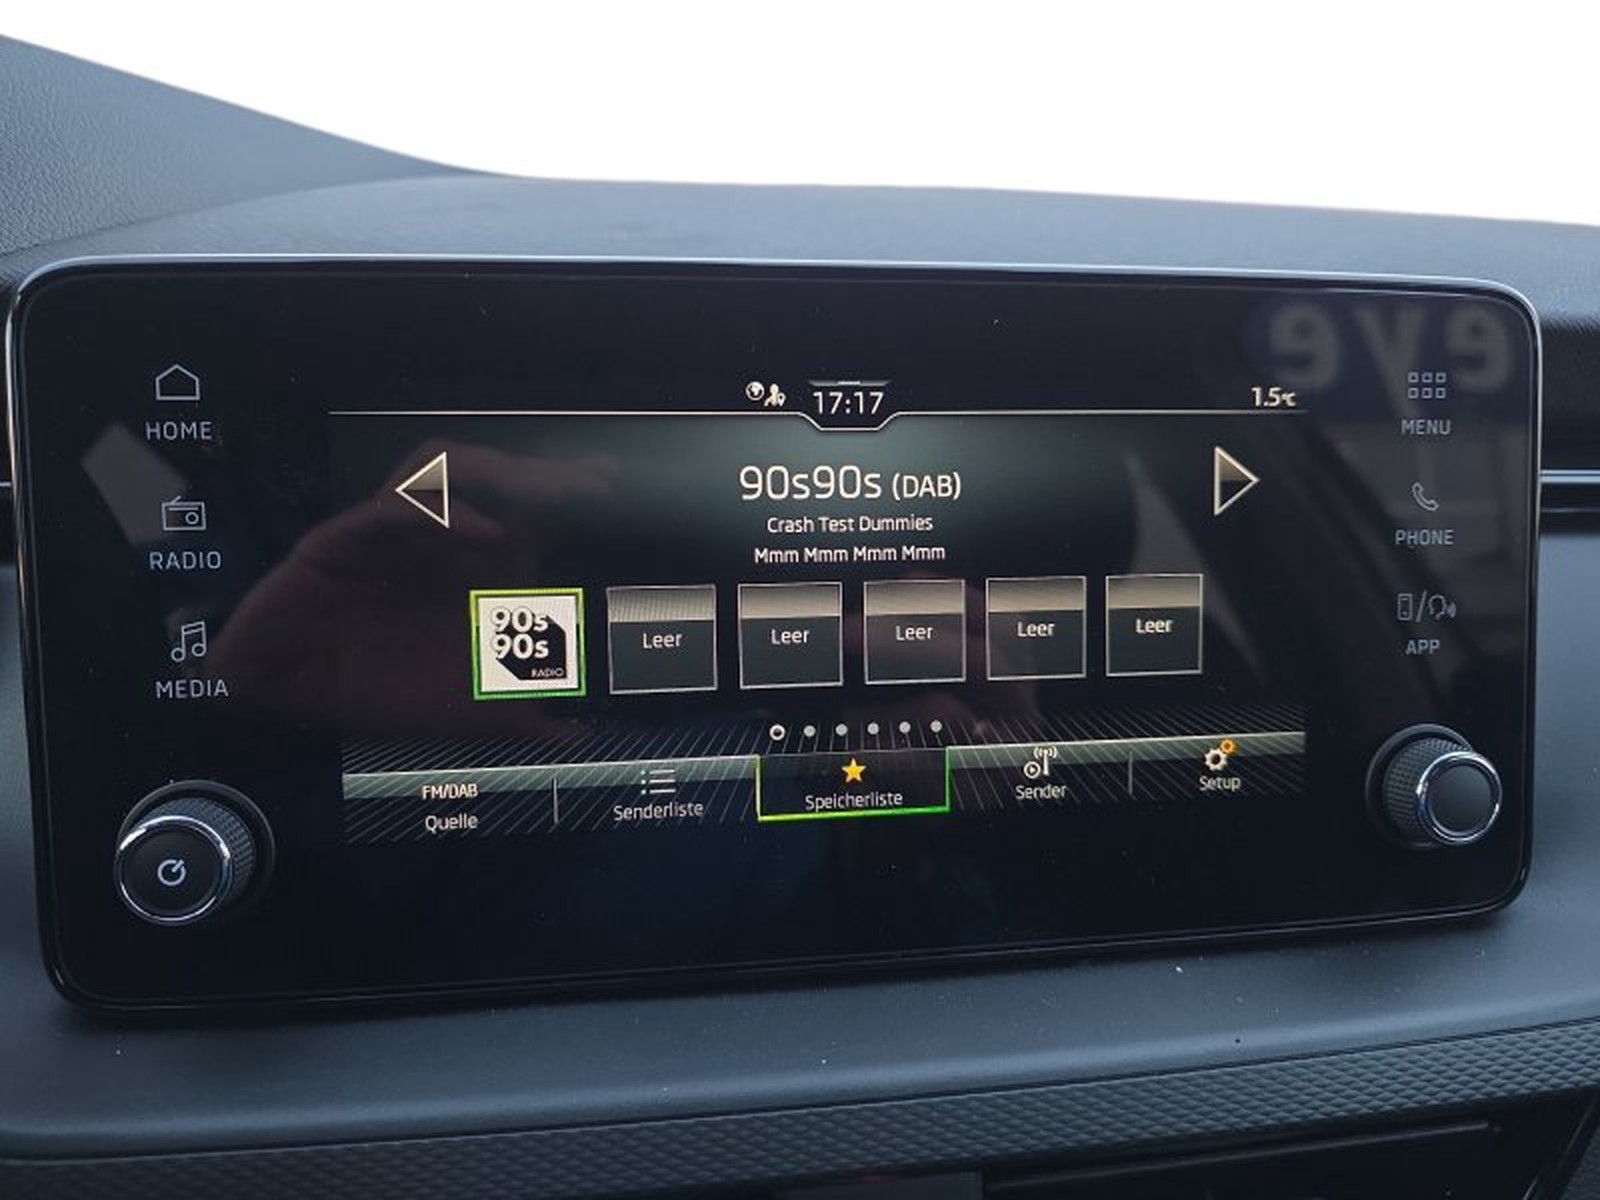 17:17
1.5°C
HOME
MENU
90s90s (DAB)
Crash Test Dummies
Mmm Mmm Mmm Mmm
RADIO
PHONE
90s
90s
RADIO
Leer
Leer
Leer
Leer
Leer
MEDIA
APP
FM/DAB
Quelle
Senderliste
Speicherliste
Sender
Setup
eye